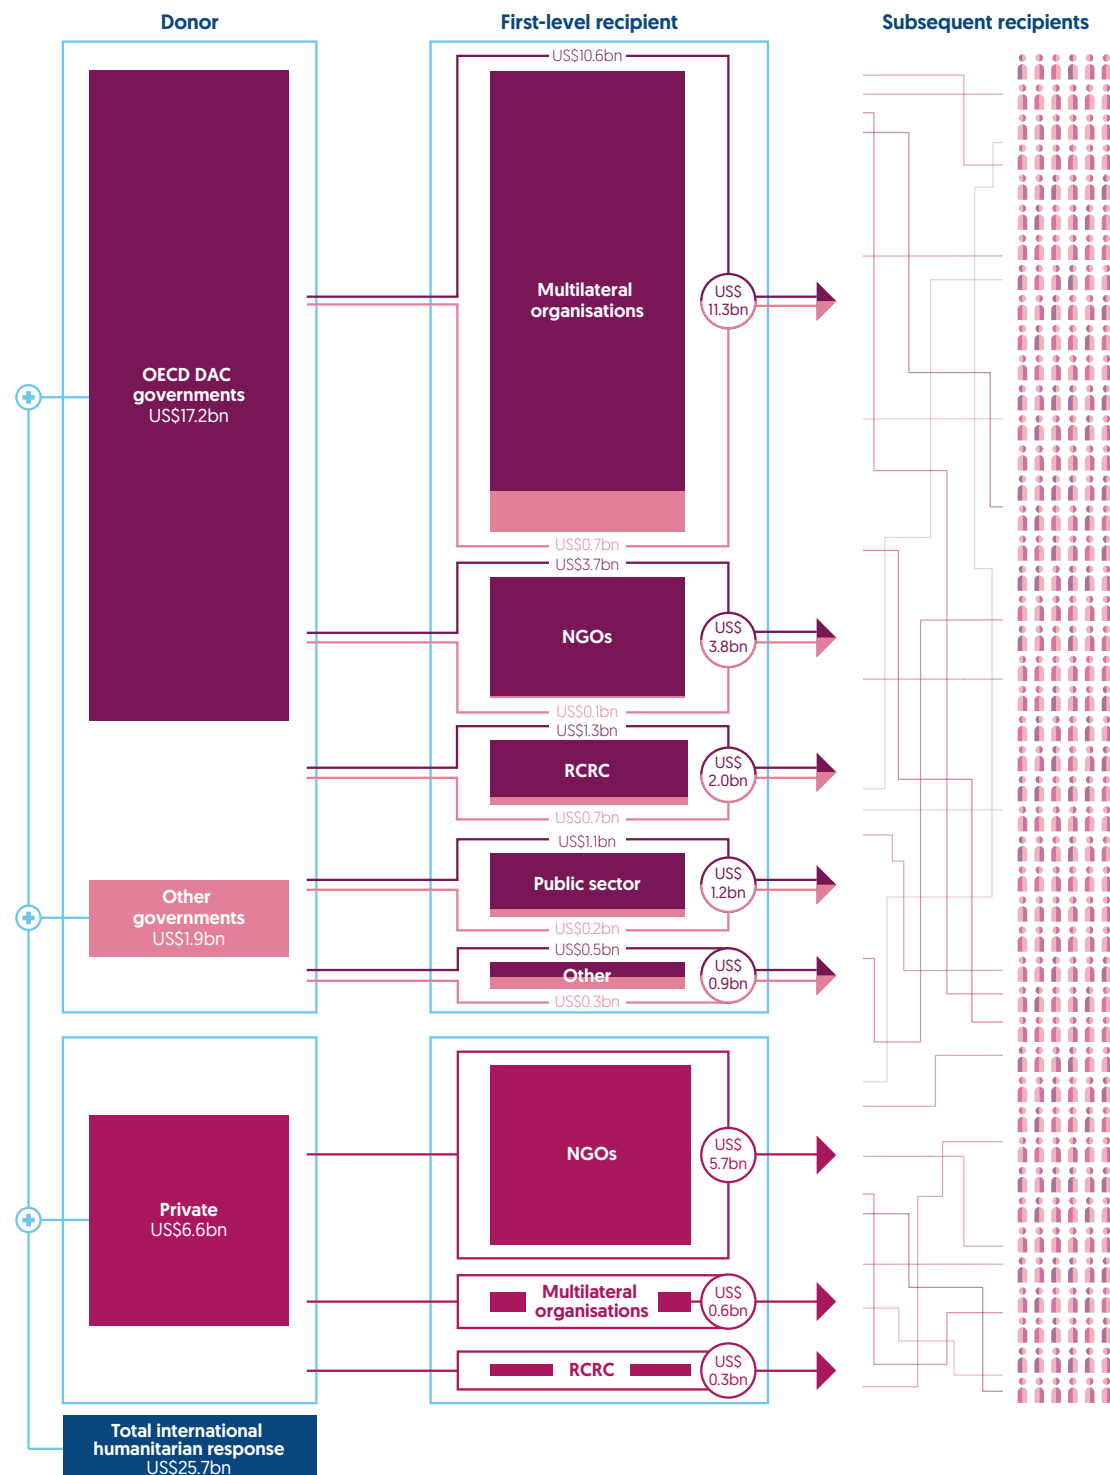 Donor
First-level recipient
Subsequent recipients
OECD DAC
governments
US$17.2bn
US$10.6bn
Multilateral
organisations
US$
11.3bn
US$0.7bn
US$3.7bn
NGOs
US$
3.8bn
US$0.1bn
US$1.3bn
RCRC
US$
2.0bn
US$0.7bn
Other
governments
US$1.9bn
US$1.1bn
Public sector
US$
1.2bn
US$0.2bn
US$0.5bn
Other
US$
0.9bn
US$0.3bn
Private
US$6.6bn
NGOs
US$
5.7bn
Multilateral
organisations
US$
0.6bn
RCRC
US$
0.3bn
Total international
humanitarian response
US$25.7bn